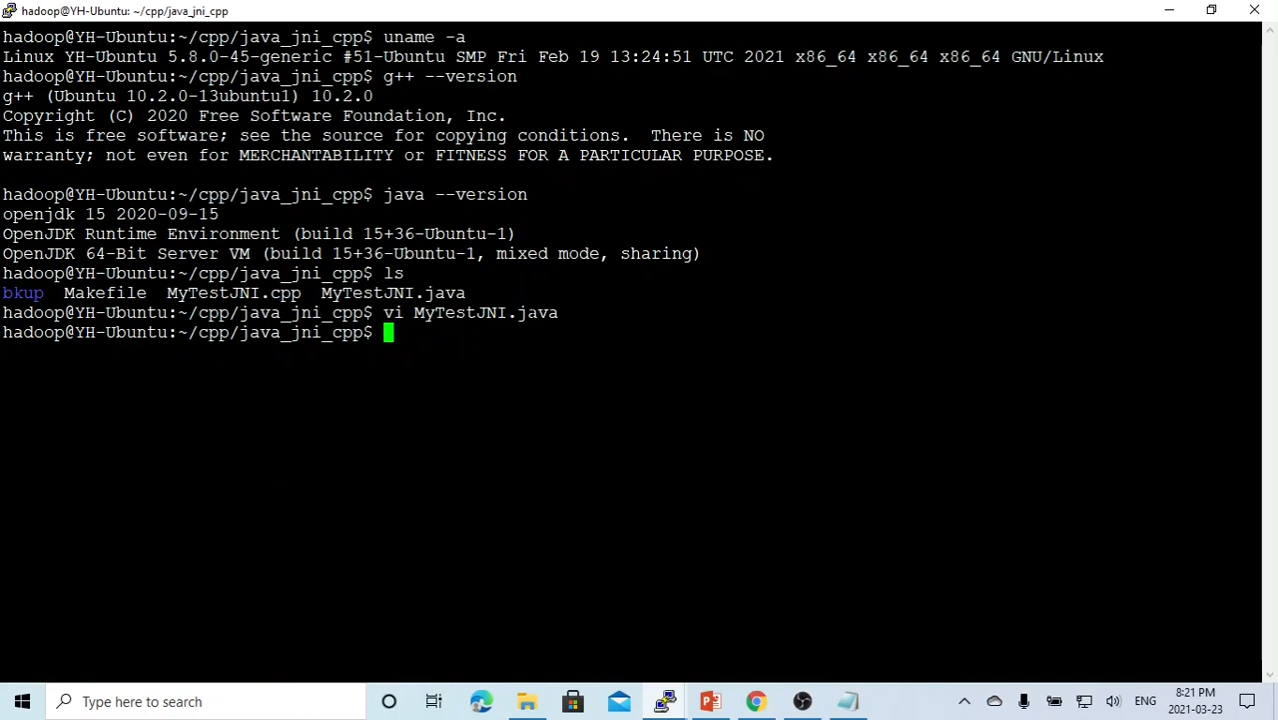 hadoop@YH-Ubuntu: ~/cpp/java_jni_cpp
hadoop@YH-Ubuntu:~/cpp/java_jni_cpp$ uname -a
Linux YH-Ubuntu 5.8.0-45-generic #51-Ubuntu SMP Fri Feb 19 13:24:51 UTC 2021 x86_64 x86_64 x86_64 GNU/Linux
hadoop@YH-Ubuntu:~/cpp/java_jni_cpp$ g++ --version
g++ (Ubuntu 10.2.0-13ubuntu1) 10.2.0
Copyright (C) 2020 Free Software Foundation, Inc.
This is free software; see the source for copying conditions.  There is NO
warranty; not even for MERCHANTABILITY or FITNESS FOR A PARTICULAR PURPOSE.
hadoop@YH-Ubuntu:~/cpp/java_jni_cpp$ java --version
openjdk 15 2020-09-15
OpenJDK Runtime Environment (build 15+36-Ubuntu-1)
OpenJDK 64-Bit Server VM (build 15+36-Ubuntu-1, mixed mode, sharing)
hadoop@YH-Ubuntu:~/cpp/java_jni_cpp$ ls
bkup  Makefile  MyTestJNI.cpp  MyTestJNI.java
hadoop@YH-Ubuntu:~/cpp/java_jni_cpp$ vi MyTestJNI.java
hadoop@YH-Ubuntu:~/cpp/java_jni_cpp$
Type here to search
ENG
8:21 PM
2021-03-23